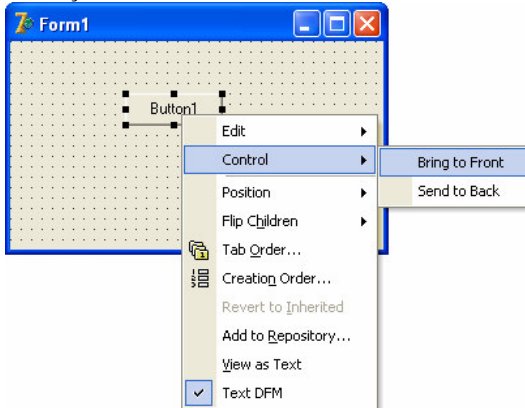 Form1
Button1
Edit
Control
Bring to Front
Send to Back
Position
Flip Children
Tab Order...
Creation Order...
Revert to Inherited
Add to Repository...
View as Text
Text DFM